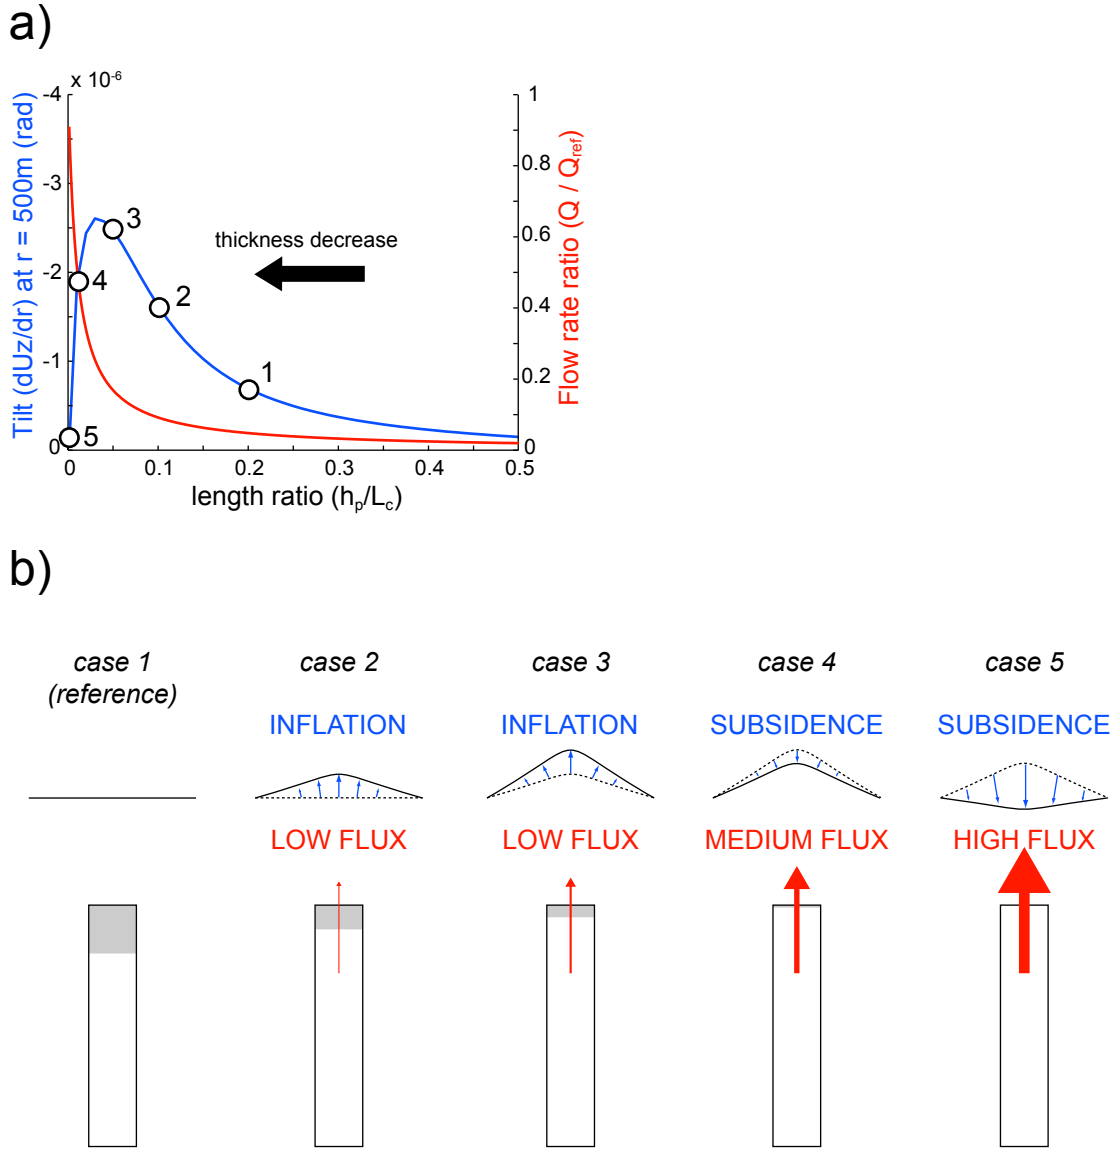 a)
x 10⁻⁶
-4
-3
-2
-1
0
Tilt (dUz/dr) at r = 500m (rad)
1
0.8
0.6
0.4
0.2
0
Flow rate ratio (Q / Qref)
thickness decrease
3
4
2
1
5
0
0.1
0.2
0.3
0.4
0.5
length ratio (hp/Lc)
b)
case 1
(reference)
case 2
INFLATION
LOW FLUX
case 3
INFLATION
LOW FLUX
case 4
SUBSIDENCE
MEDIUM FLUX
case 5
SUBSIDENCE
HIGH FLUX